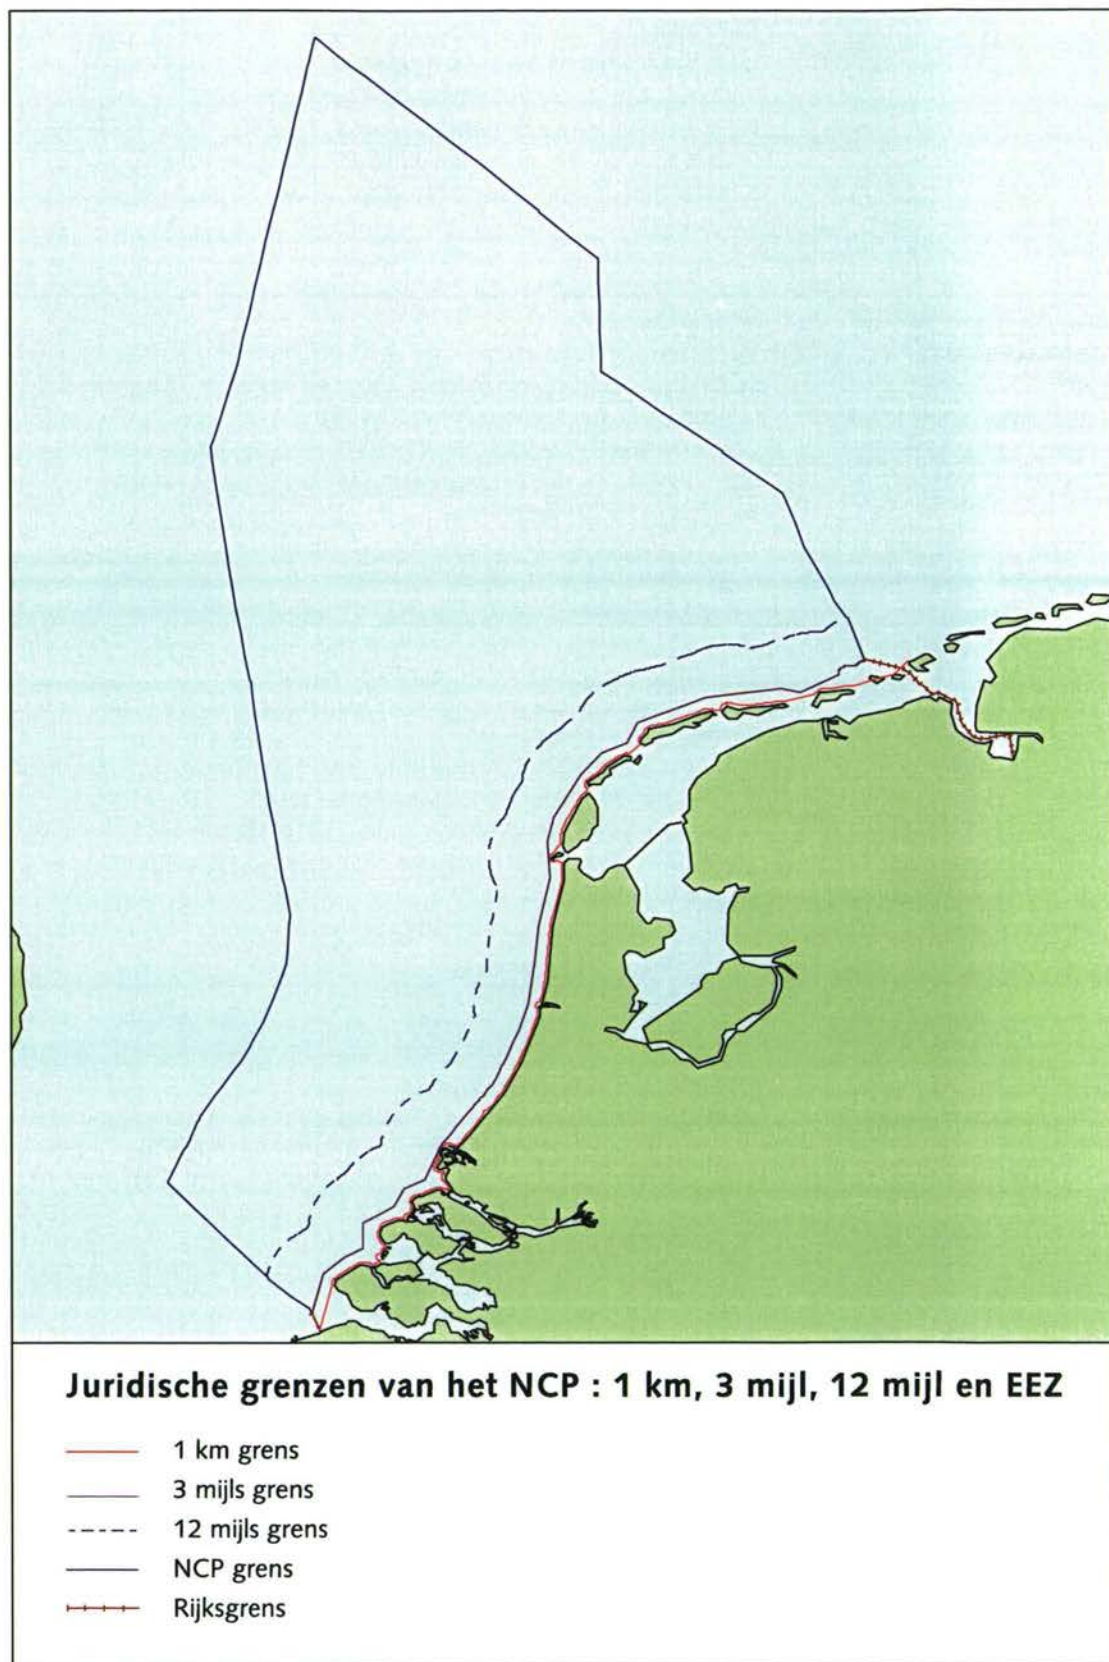 Juridische grenzen van het NCP : 1 km, 3 mijl, 12 mijl en EEZ
1 km grens
3 mijls grens
12 mijls grens
NCP grens
Rijksgrens